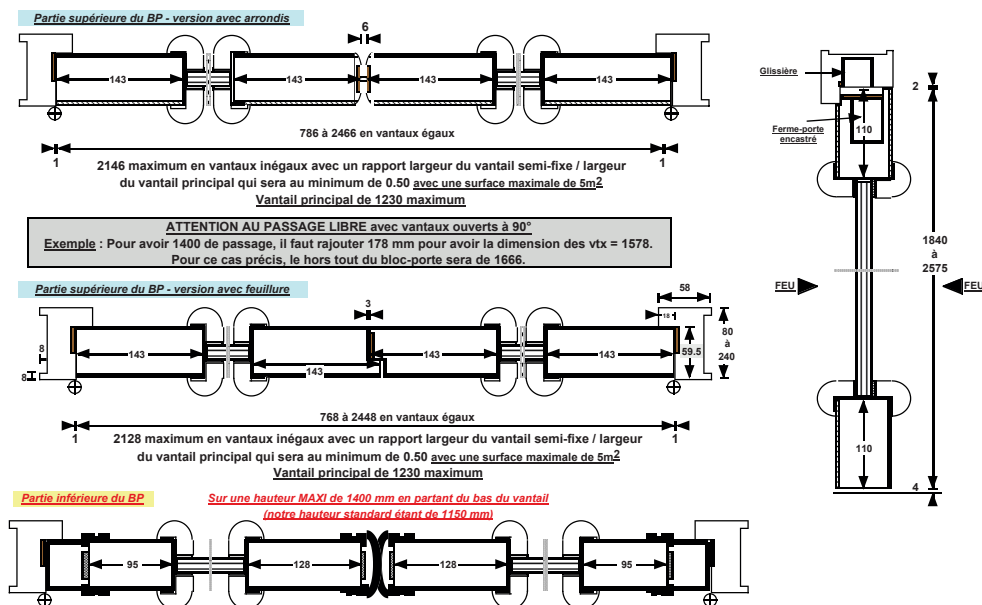 Partie supérieure du BP - version avec arrondis
6
143
143
143
143
786 à 2466 en vantaux égaux
1
1
2146 maximum en vantaux inégaux avec un rapport largeur du vantail semi-fixe / largeur
du vantail principal qui sera au minimum de 0.50 avec une surface maximale de 5m2
Vantail principal de 1230 maximum
ATTENTION AU PASSAGE LIBRE avec vantaux ouverts à 90°
Exemple : Pour avoir 1400 de passage, il faut rajouter 178 mm pour avoir la dimension des vtx = 1578.
Pour ce cas précis, le hors tout du bloc-porte sera de 1666.
Partie supérieure du BP - version avec feuillure
3
58
18
8
8
143
143
143
143
59.5
80
à
240
768 à 2448 en vantaux égaux
1
1
2128 maximum en vantaux inégaux avec un rapport largeur du vantail semi-fixe / largeur
du vantail principal qui sera au minimum de 0.50 avec une surface maximale de 5m2
Vantail principal de 1230 maximum
Partie inférieure du BP
Sur une hauteur MAXI de 1400 mm en partant du bas du vantail
(notre hauteur standard étant de 1150 mm)
95
128
128
95
Glissière
2
Ferme-porte
encastré
110
1840
à
2575
FEU
FEU
110
4